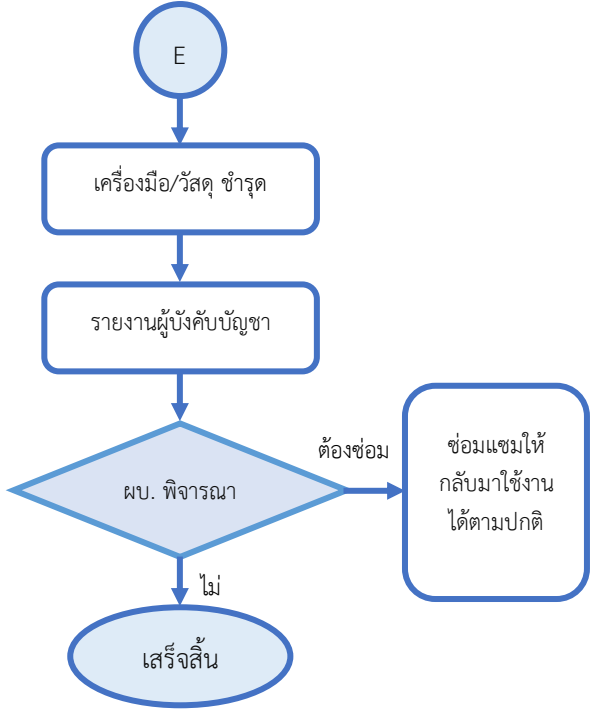 E
เครื่องมือ/วัสดุ ชำรุด
รายงานผู้บังคับบัญชา
ผบ. พิจารณา
ต้องซ่อม
ซ่อมแซมให้
กลับมาใช้งาน
ได้ตามปกติ
ไม่
เสร็จสิ้น